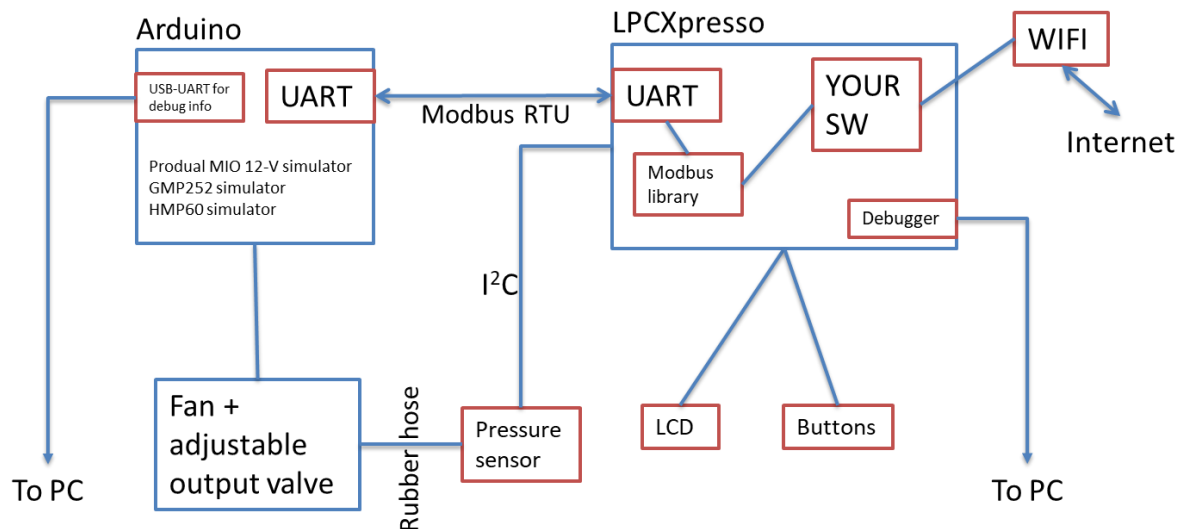 Arduino
USB-UART for
debug info
UART
Produal MIO 12-V simulator
GMP252 simulator
HMP60 simulator
Modbus RTU
LPCXpresso
UART
Modbus
library
YOUR
SW
Debugger
WIFI
Internet
I²C
Fan +
adjustable
output valve
Rubber hose
Pressure
sensor
LCD
Buttons
To PC
To PC